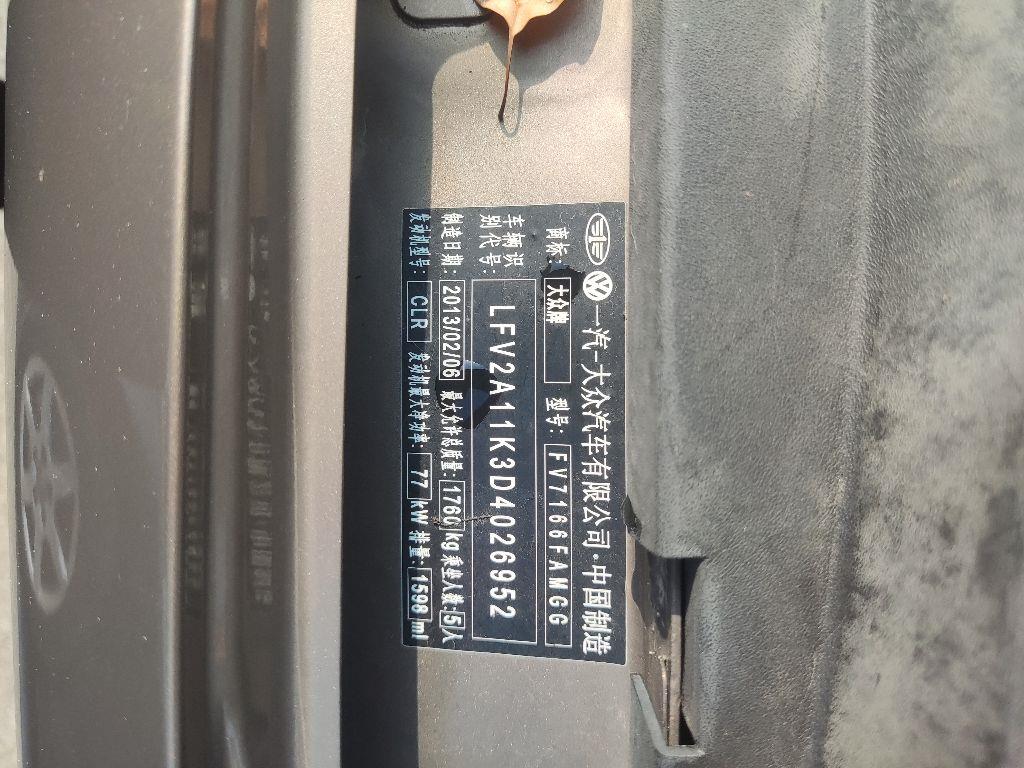 一汽-大众汽车有限公司·中国制造
商标: 大众牌 型号: FV7166FAMGG
车辆识别代号: LFV2A11K3D4026952
制造日期: 2013/02/06 最大允许总质量 1760 kg 乘坐人数: 5 人
发动机型号: CLR 发动机最大净功率: 77 kW 排量: 1598 ml